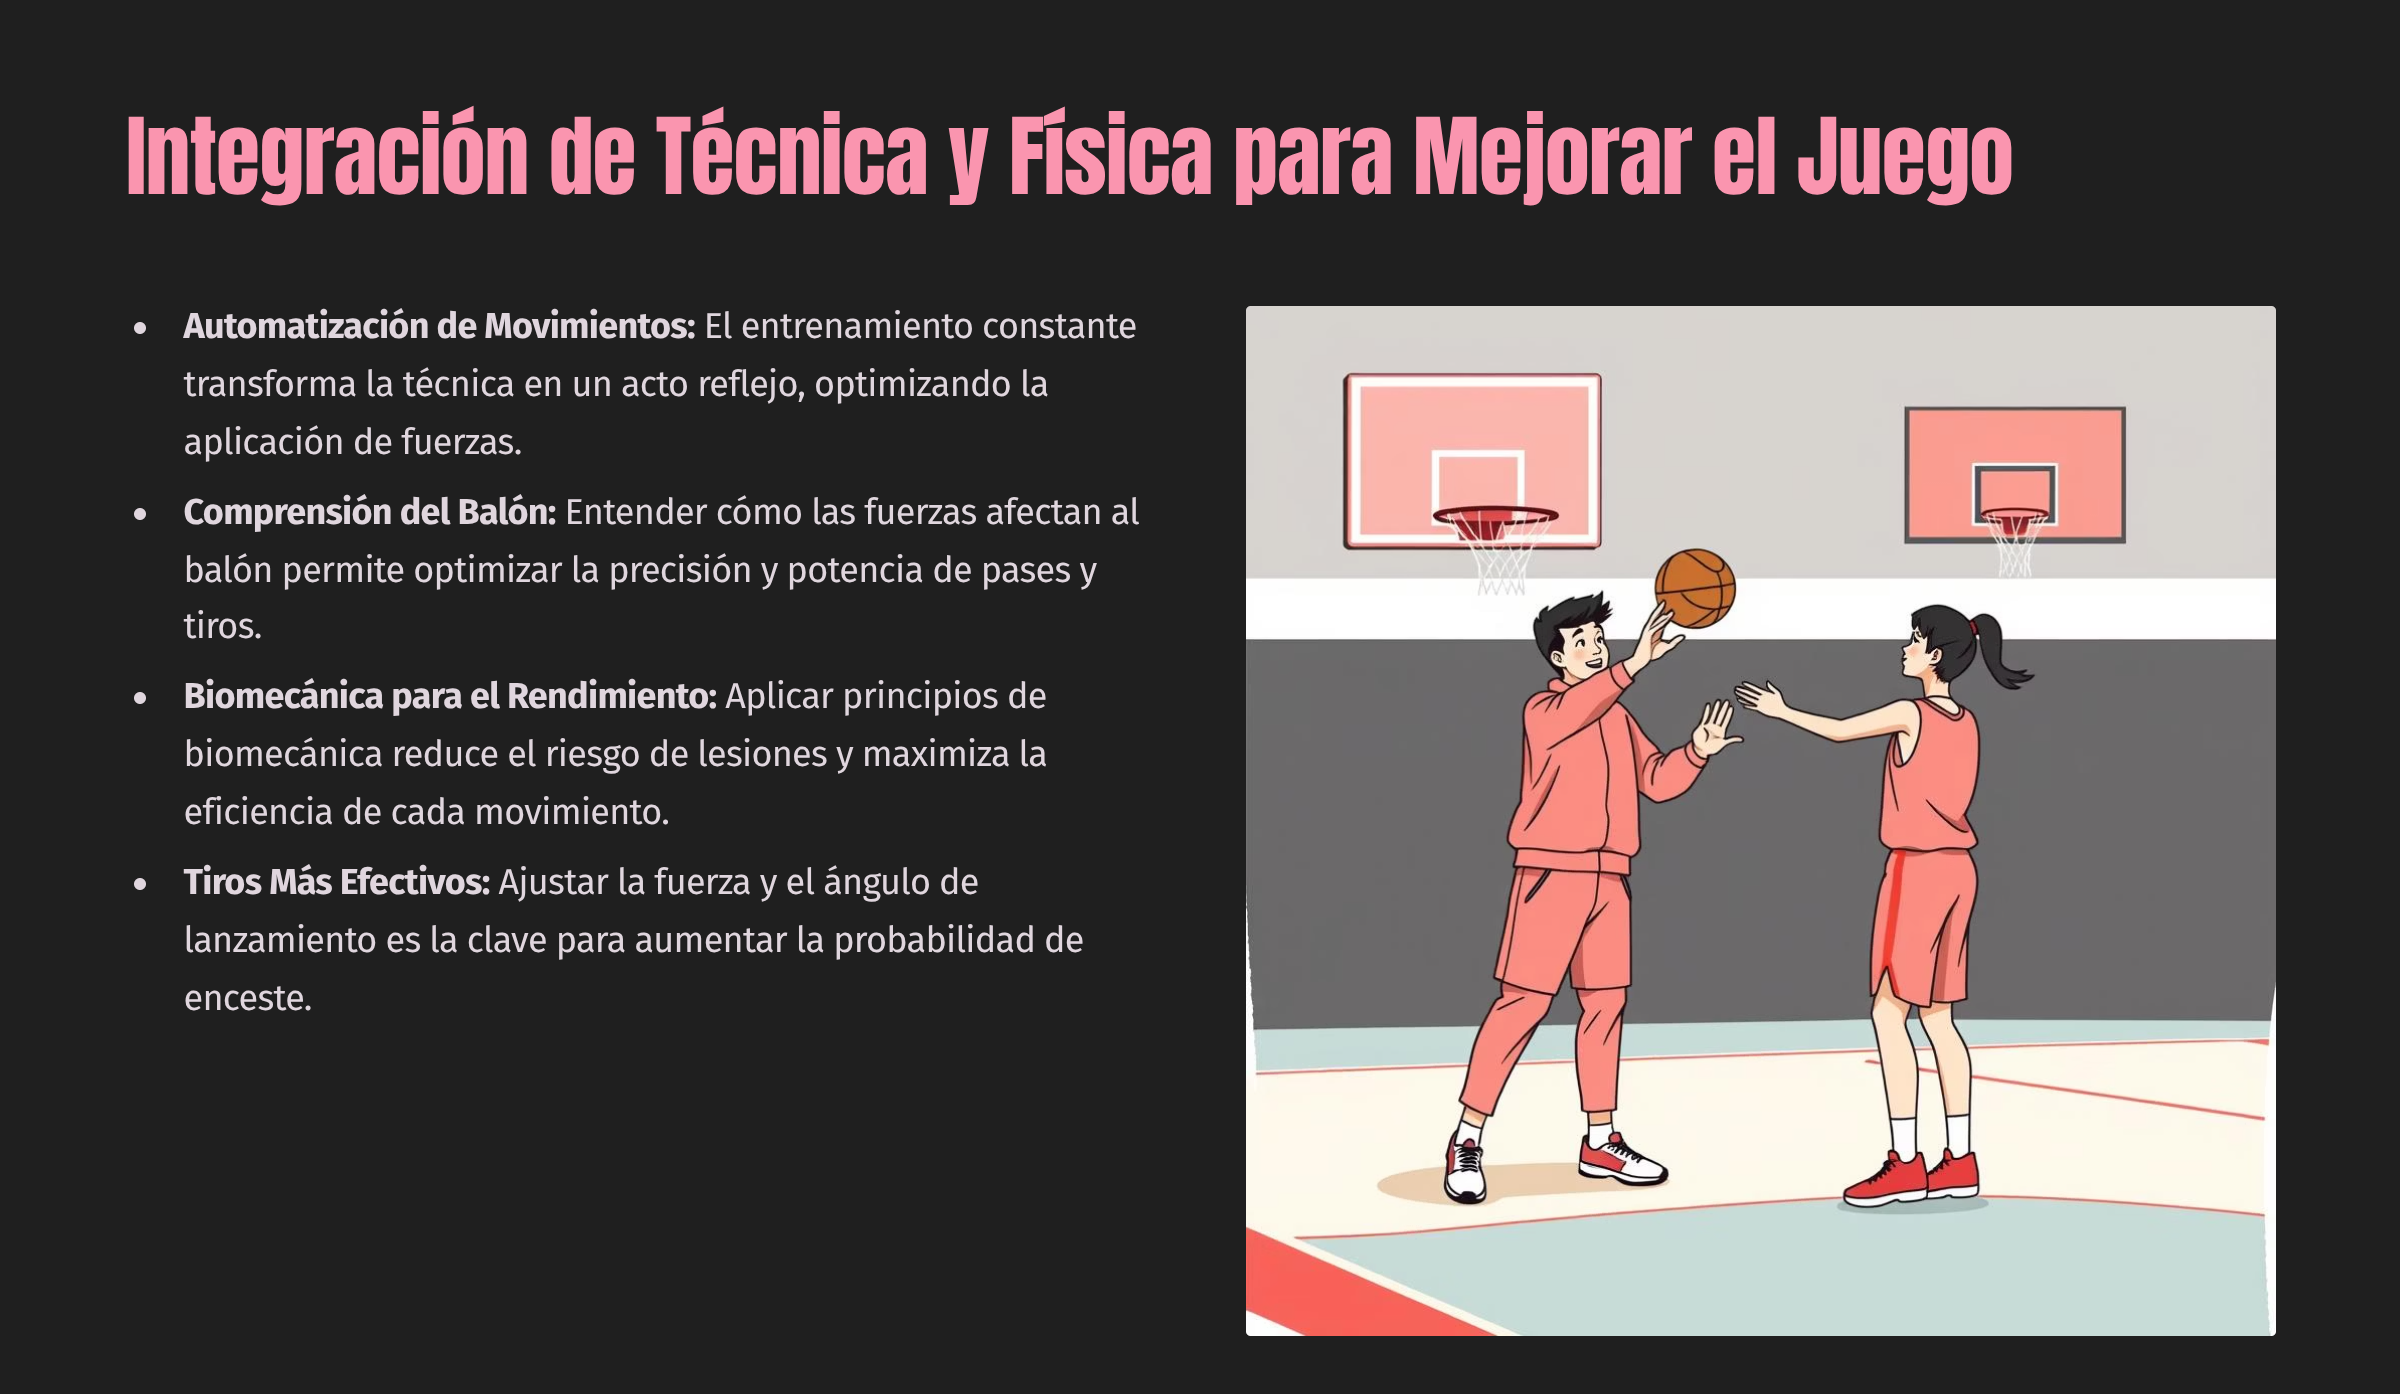 Integración de Técnica y Física para Mejorar el Juego
• Automatización de Movimientos: El entrenamiento constante
transforma la técnica en un acto reflejo, optimizando la
aplicación de fuerzas.
• Comprensión del Balón: Entender cómo las fuerzas afectan al
balón permite optimizar la precisión y potencia de pases y
tiros.
• Biomecánica para el Rendimiento: Aplicar principios de
biomecánica reduce el riesgo de lesiones y maximiza la
eficiencia de cada movimiento.
• Tiros Más Efectivos: Ajustar la fuerza y el ángulo de
lanzamiento es la clave para aumentar la probabilidad de
enceste.